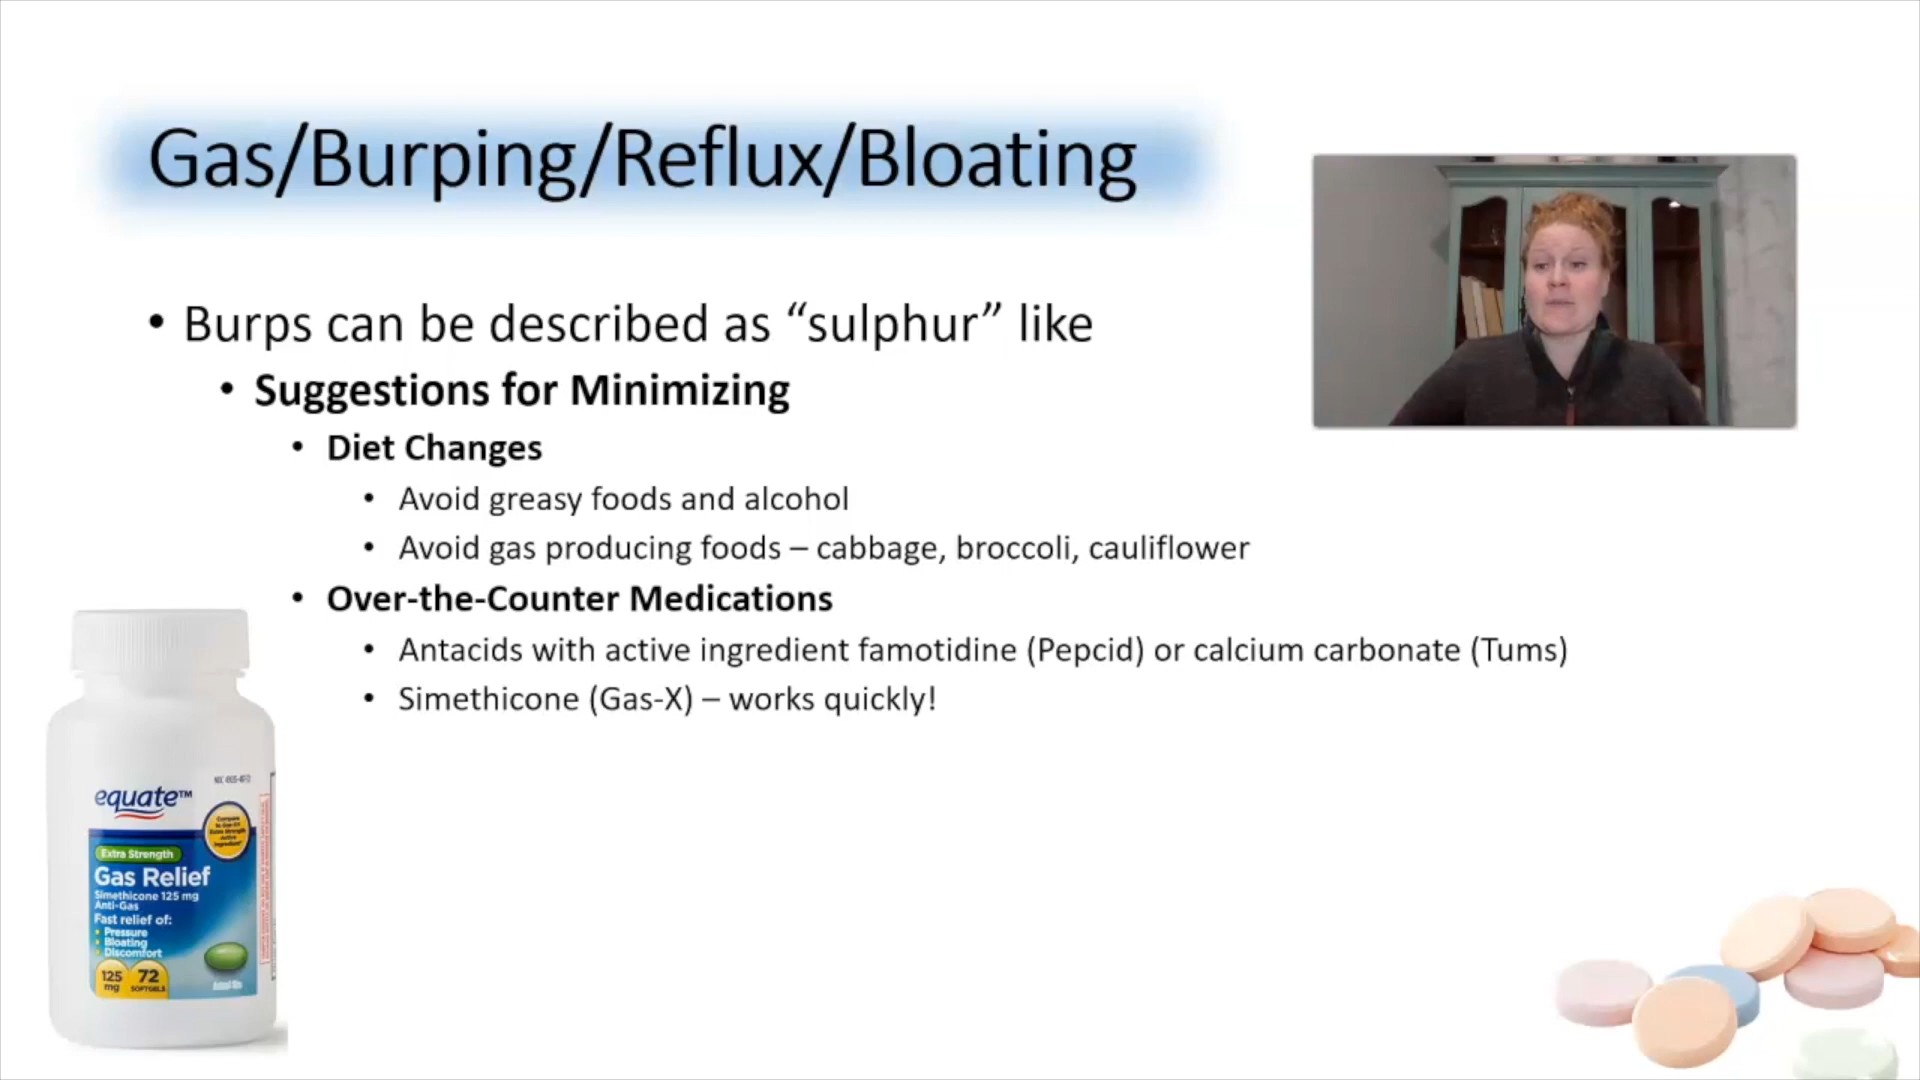 Gas/Burping/Reflux/Bloating
• Burps can be described as “sulphur” like
• Suggestions for Minimizing
• Diet Changes
• Avoid greasy foods and alcohol
• Avoid gas producing foods – cabbage, broccoli, cauliflower
• Over-the-Counter Medications
• Antacids with active ingredient famotidine (Pepcid) or calcium carbonate (Tums)
• Simethicone (Gas-X) – works quickly!
equate™
Extra Strength
Gas Relief
Simethicone 125 mg
Anti-Gas
Fast relief of:
• Pressure
• Bloating
• Discomfort
125 mg
72 SOFTGELS